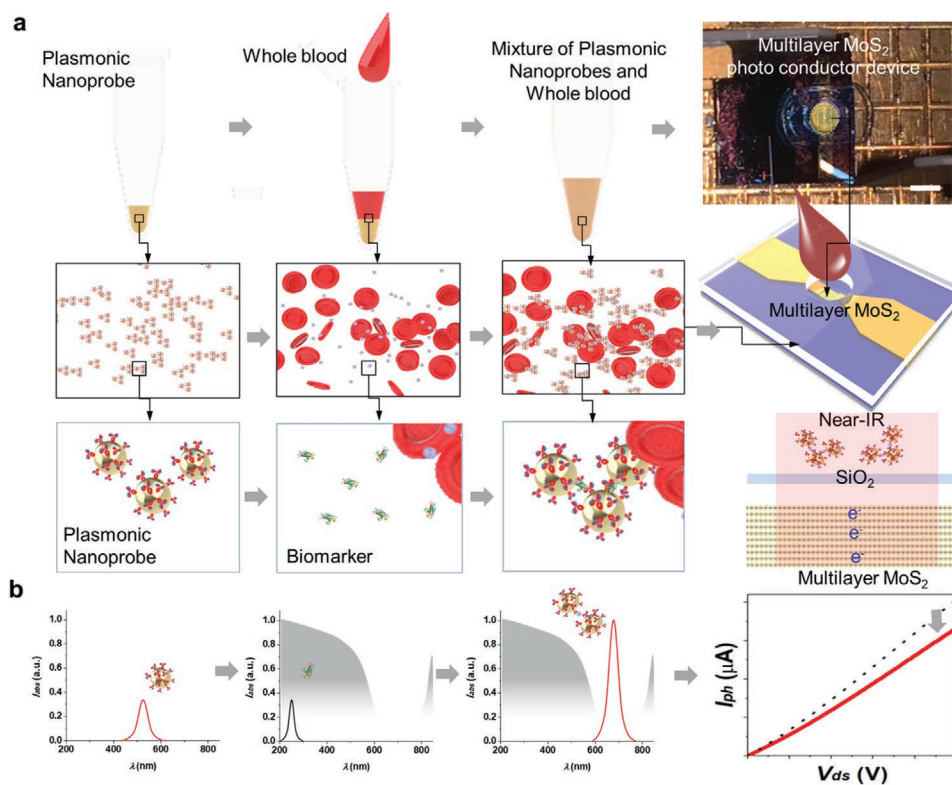 a
Plasmonic
Nanoprobe
Whole blood
Mixture of Plasmonic
Nanoprobes and
Whole blood
Multilayer MoS2
photo conductor device
Multilayer MoS2
Plasmonic
Nanoprobe
Biomarker
Near-IR
SiO2
e-
e-
e-
Multilayer MoS2
b
Iabs (a.u.)
1.0
0.8
0.6
0.4
0.2
0.0
200 400 600 800
λ(nm)
Iabs (a.u.)
1.0
0.8
0.6
0.4
0.2
0.0
200 400 600 800
λ(nm)
Iabs (a.u.)
1.0
0.8
0.6
0.4
0.2
0.0
200 400 600 800
λ(nm)
Iph (μA)
Vds (V)